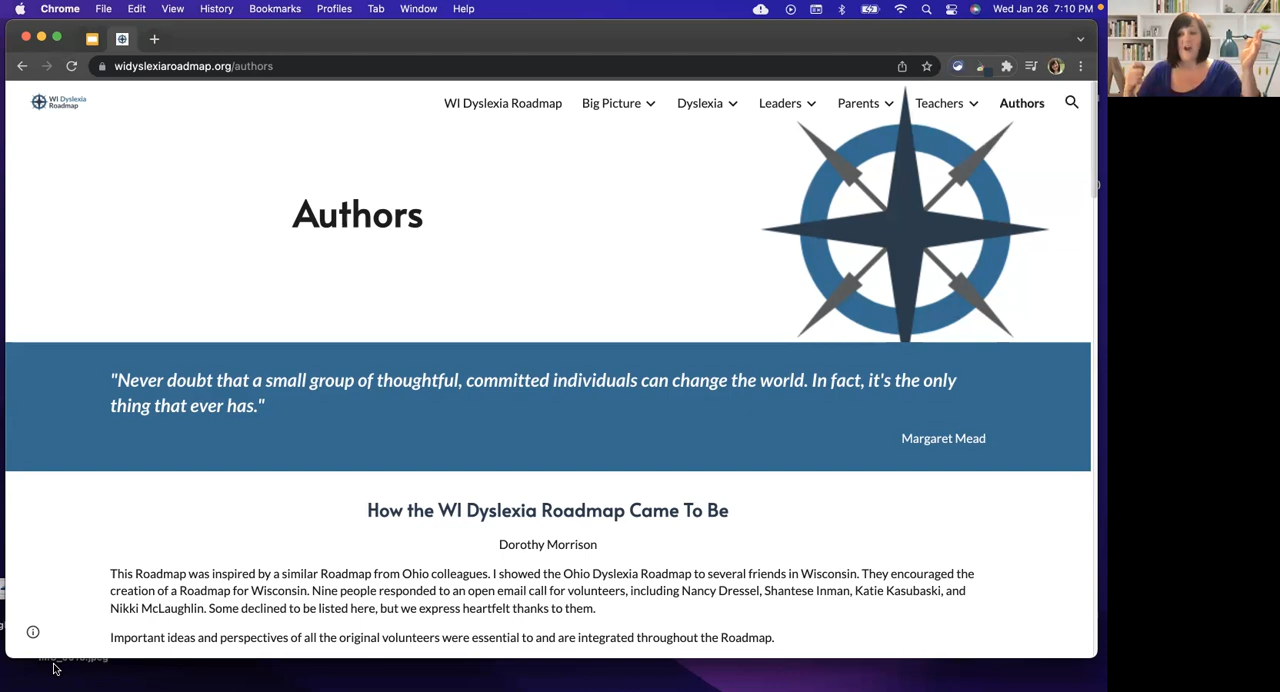 Chrome File Edit View History Bookmarks Profiles Tab Window Help Wed Jan 26 7:10 PM
widyslexiaroadmap.org/authors
WI Dyslexia
Roadmap
WI Dyslexia Roadmap Big Picture Dyslexia Leaders Parents Teachers Authors
Authors
"Never doubt that a small group of thoughtful, committed individuals can change the world. In fact, it's the only
thing that ever has."
Margaret Mead
How the WI Dyslexia Roadmap Came To Be
Dorothy Morrison
This Roadmap was inspired by a similar Roadmap from Ohio colleagues. I showed the Ohio Dyslexia Roadmap to several friends in Wisconsin. They encouraged the
creation of a Roadmap for Wisconsin. Nine people responded to an open email call for volunteers, including Nancy Dressel, Shantese Inman, Katie Kasubaski, and
Nikki McLaughlin. Some declined to be listed here, but we express heartfelt thanks to them.
Important ideas and perspectives of all the original volunteers were essential to and are integrated throughout the Roadmap.